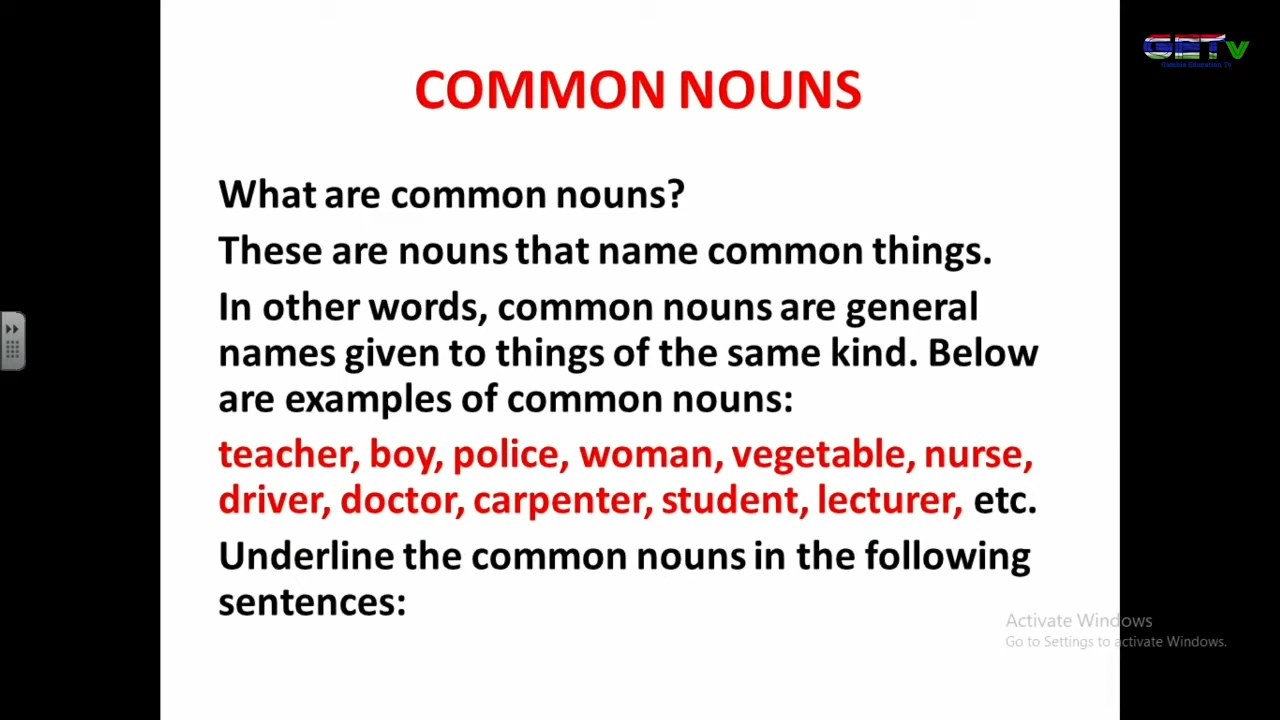 GETv
Gambia Education TV
COMMON NOUNS
What are common nouns?
These are nouns that name common things.
In other words, common nouns are general
names given to things of the same kind. Below
are examples of common nouns:
teacher, boy, police, woman, vegetable, nurse,
driver, doctor, carpenter, student, lecturer, etc.
Underline the common nouns in the following
sentences:
Activate Windows
Go to Settings to activate Windows.